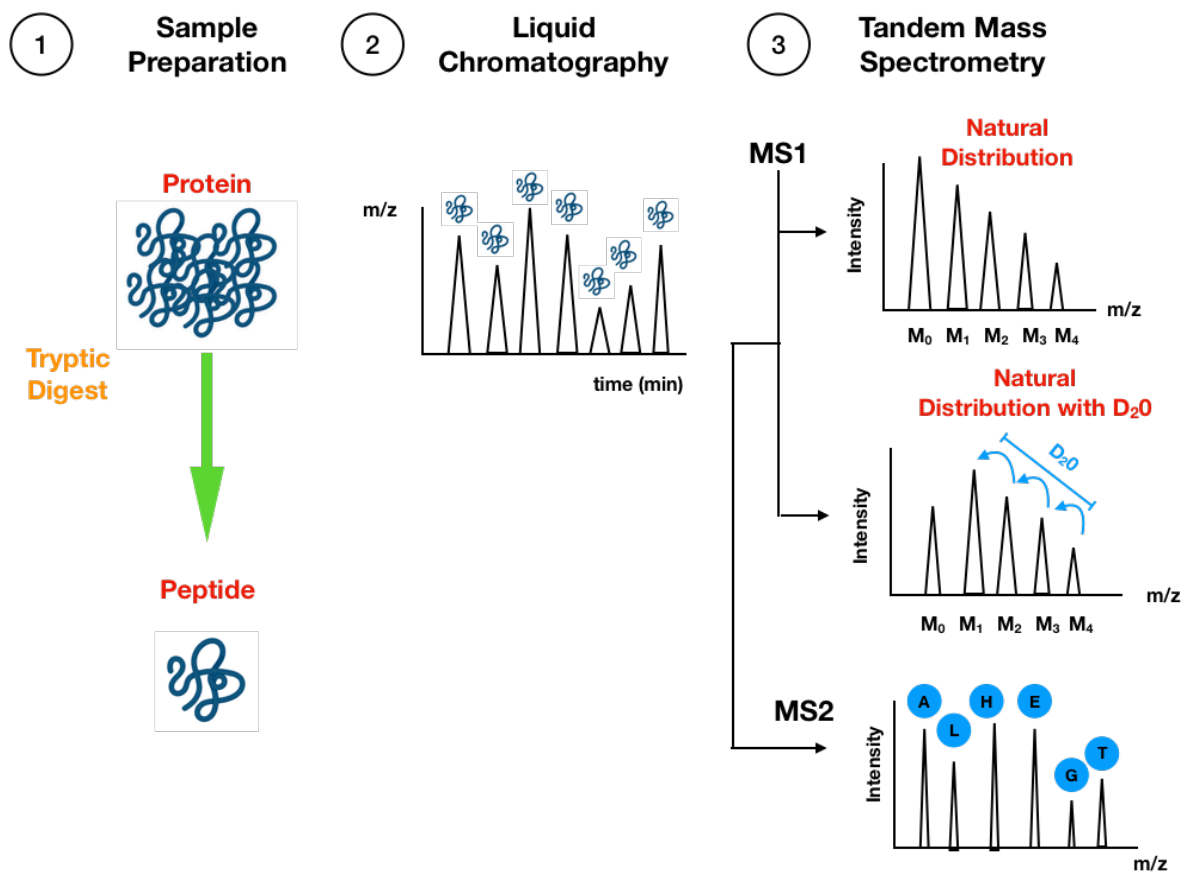 1
Sample
Preparation
Protein
Tryptic
Digest
Peptide
2
Liquid
Chromatography
m/z
time (min)
3
Tandem Mass
Spectrometry
MS1
Natural
Distribution
Intensity
m/z
M₀ M₁ M₂ M₃ M₄
Natural
Distribution with D₂0
D₂0
Intensity
m/z
M₀ M₁ M₂ M₃ M₄
MS2
A L H E G T
Intensity
m/z